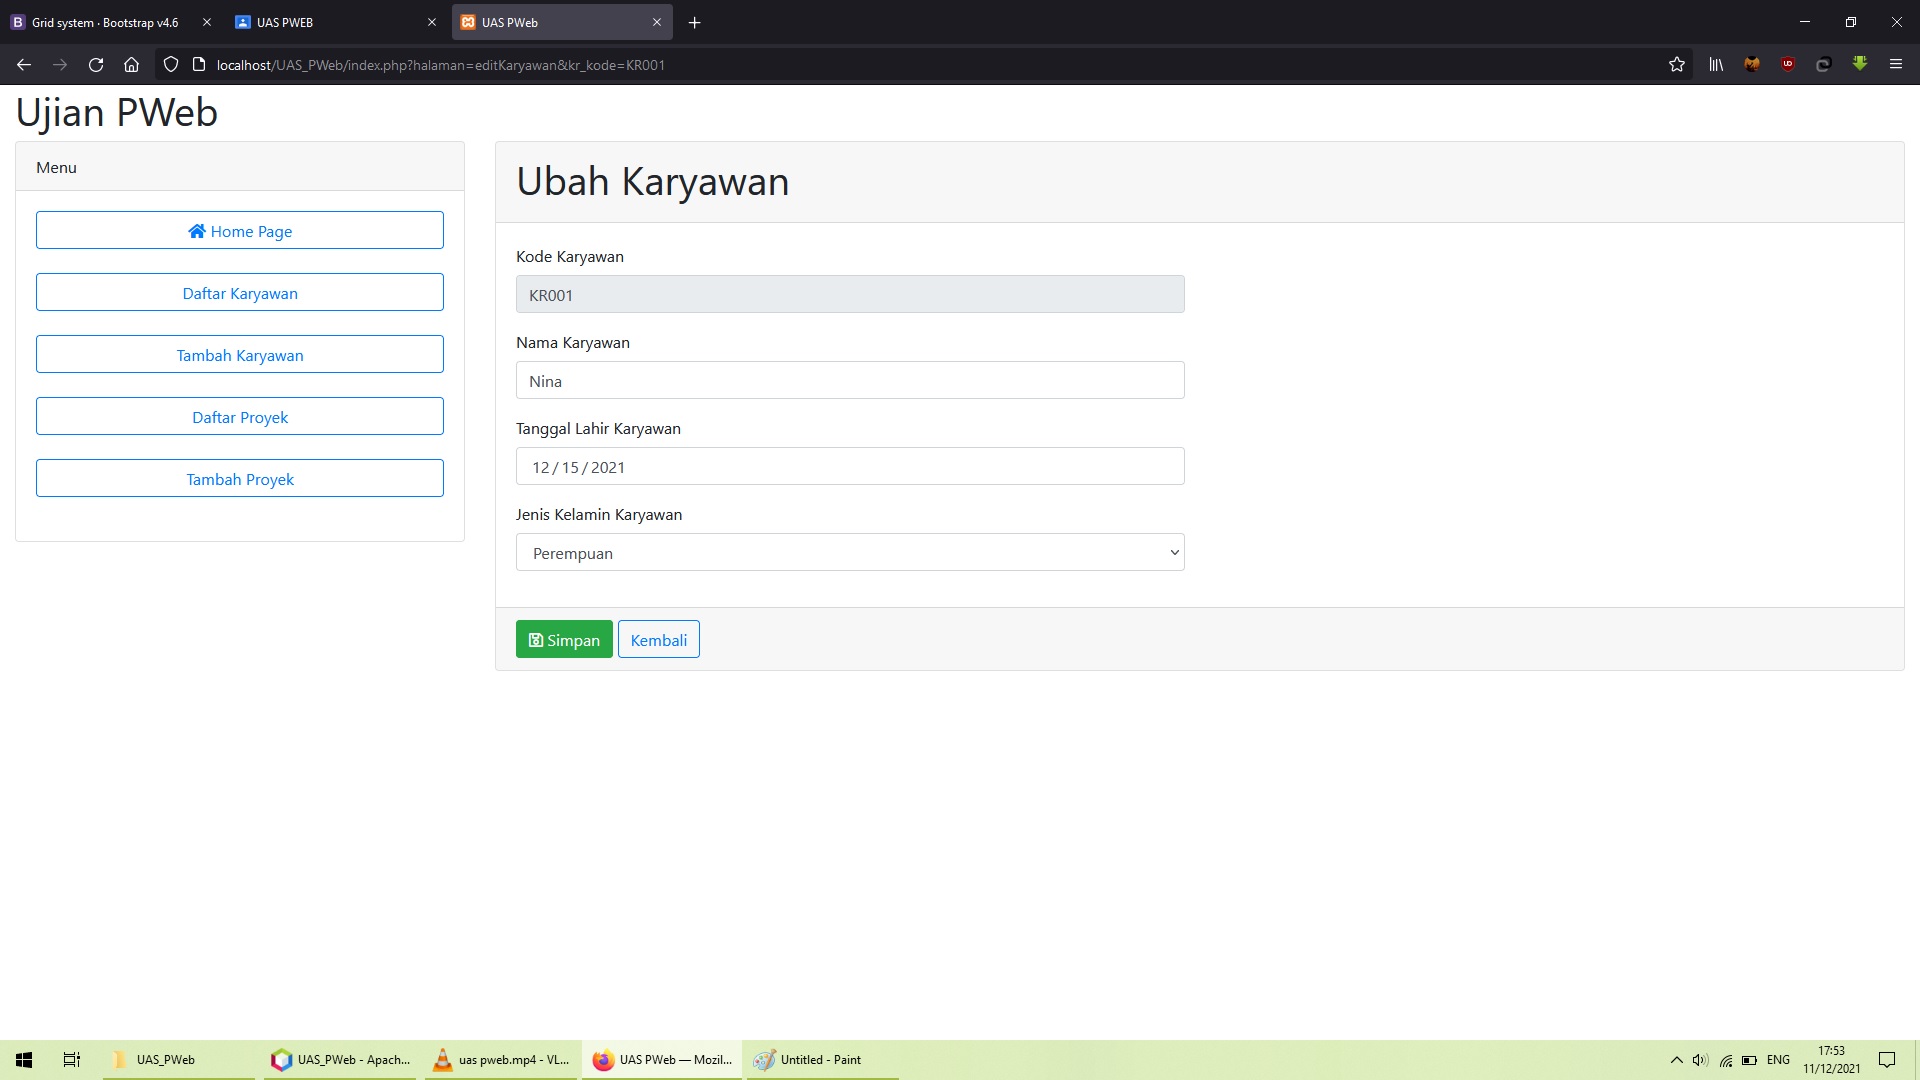 Grid system · Bootstrap v4.6
UAS PWEB
UAS PWeb
localhost/UAS_PWeb/index.php?halaman=editKaryawan&kr_kode=KR001
Ujian PWeb
Menu
Home Page
Daftar Karyawan
Tambah Karyawan
Daftar Proyek
Tambah Proyek
Ubah Karyawan
Kode Karyawan
KR001
Nama Karyawan
Nina
Tanggal Lahir Karyawan
12 / 15 / 2021
Jenis Kelamin Karyawan
Perempuan
Simpan Kembali
UAS_PWeb
UAS_PWeb - Apach...
uas pweb.mp4 - VL...
UAS PWeb — Mozil...
Untitled - Paint
ENG
17:53
11/12/2021